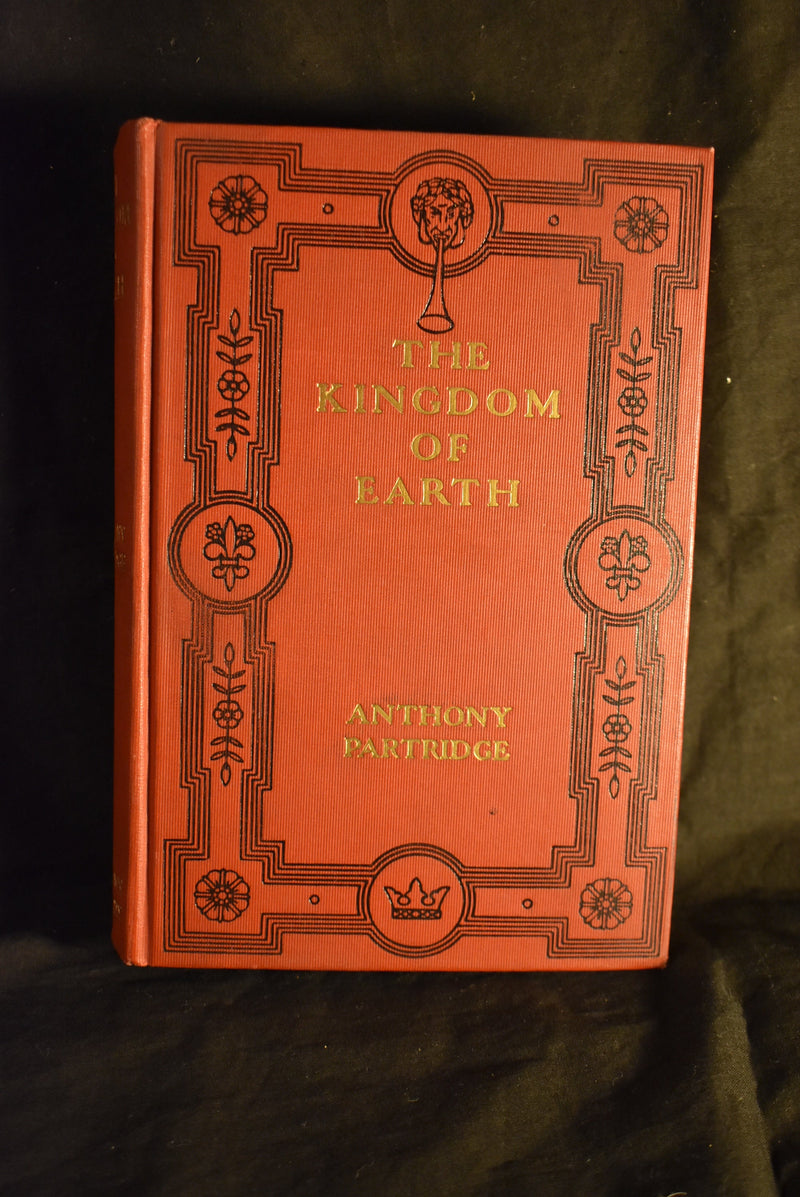 THE
KINGDOM
OF
EARTH
ANTHONY
PARTRIDGE